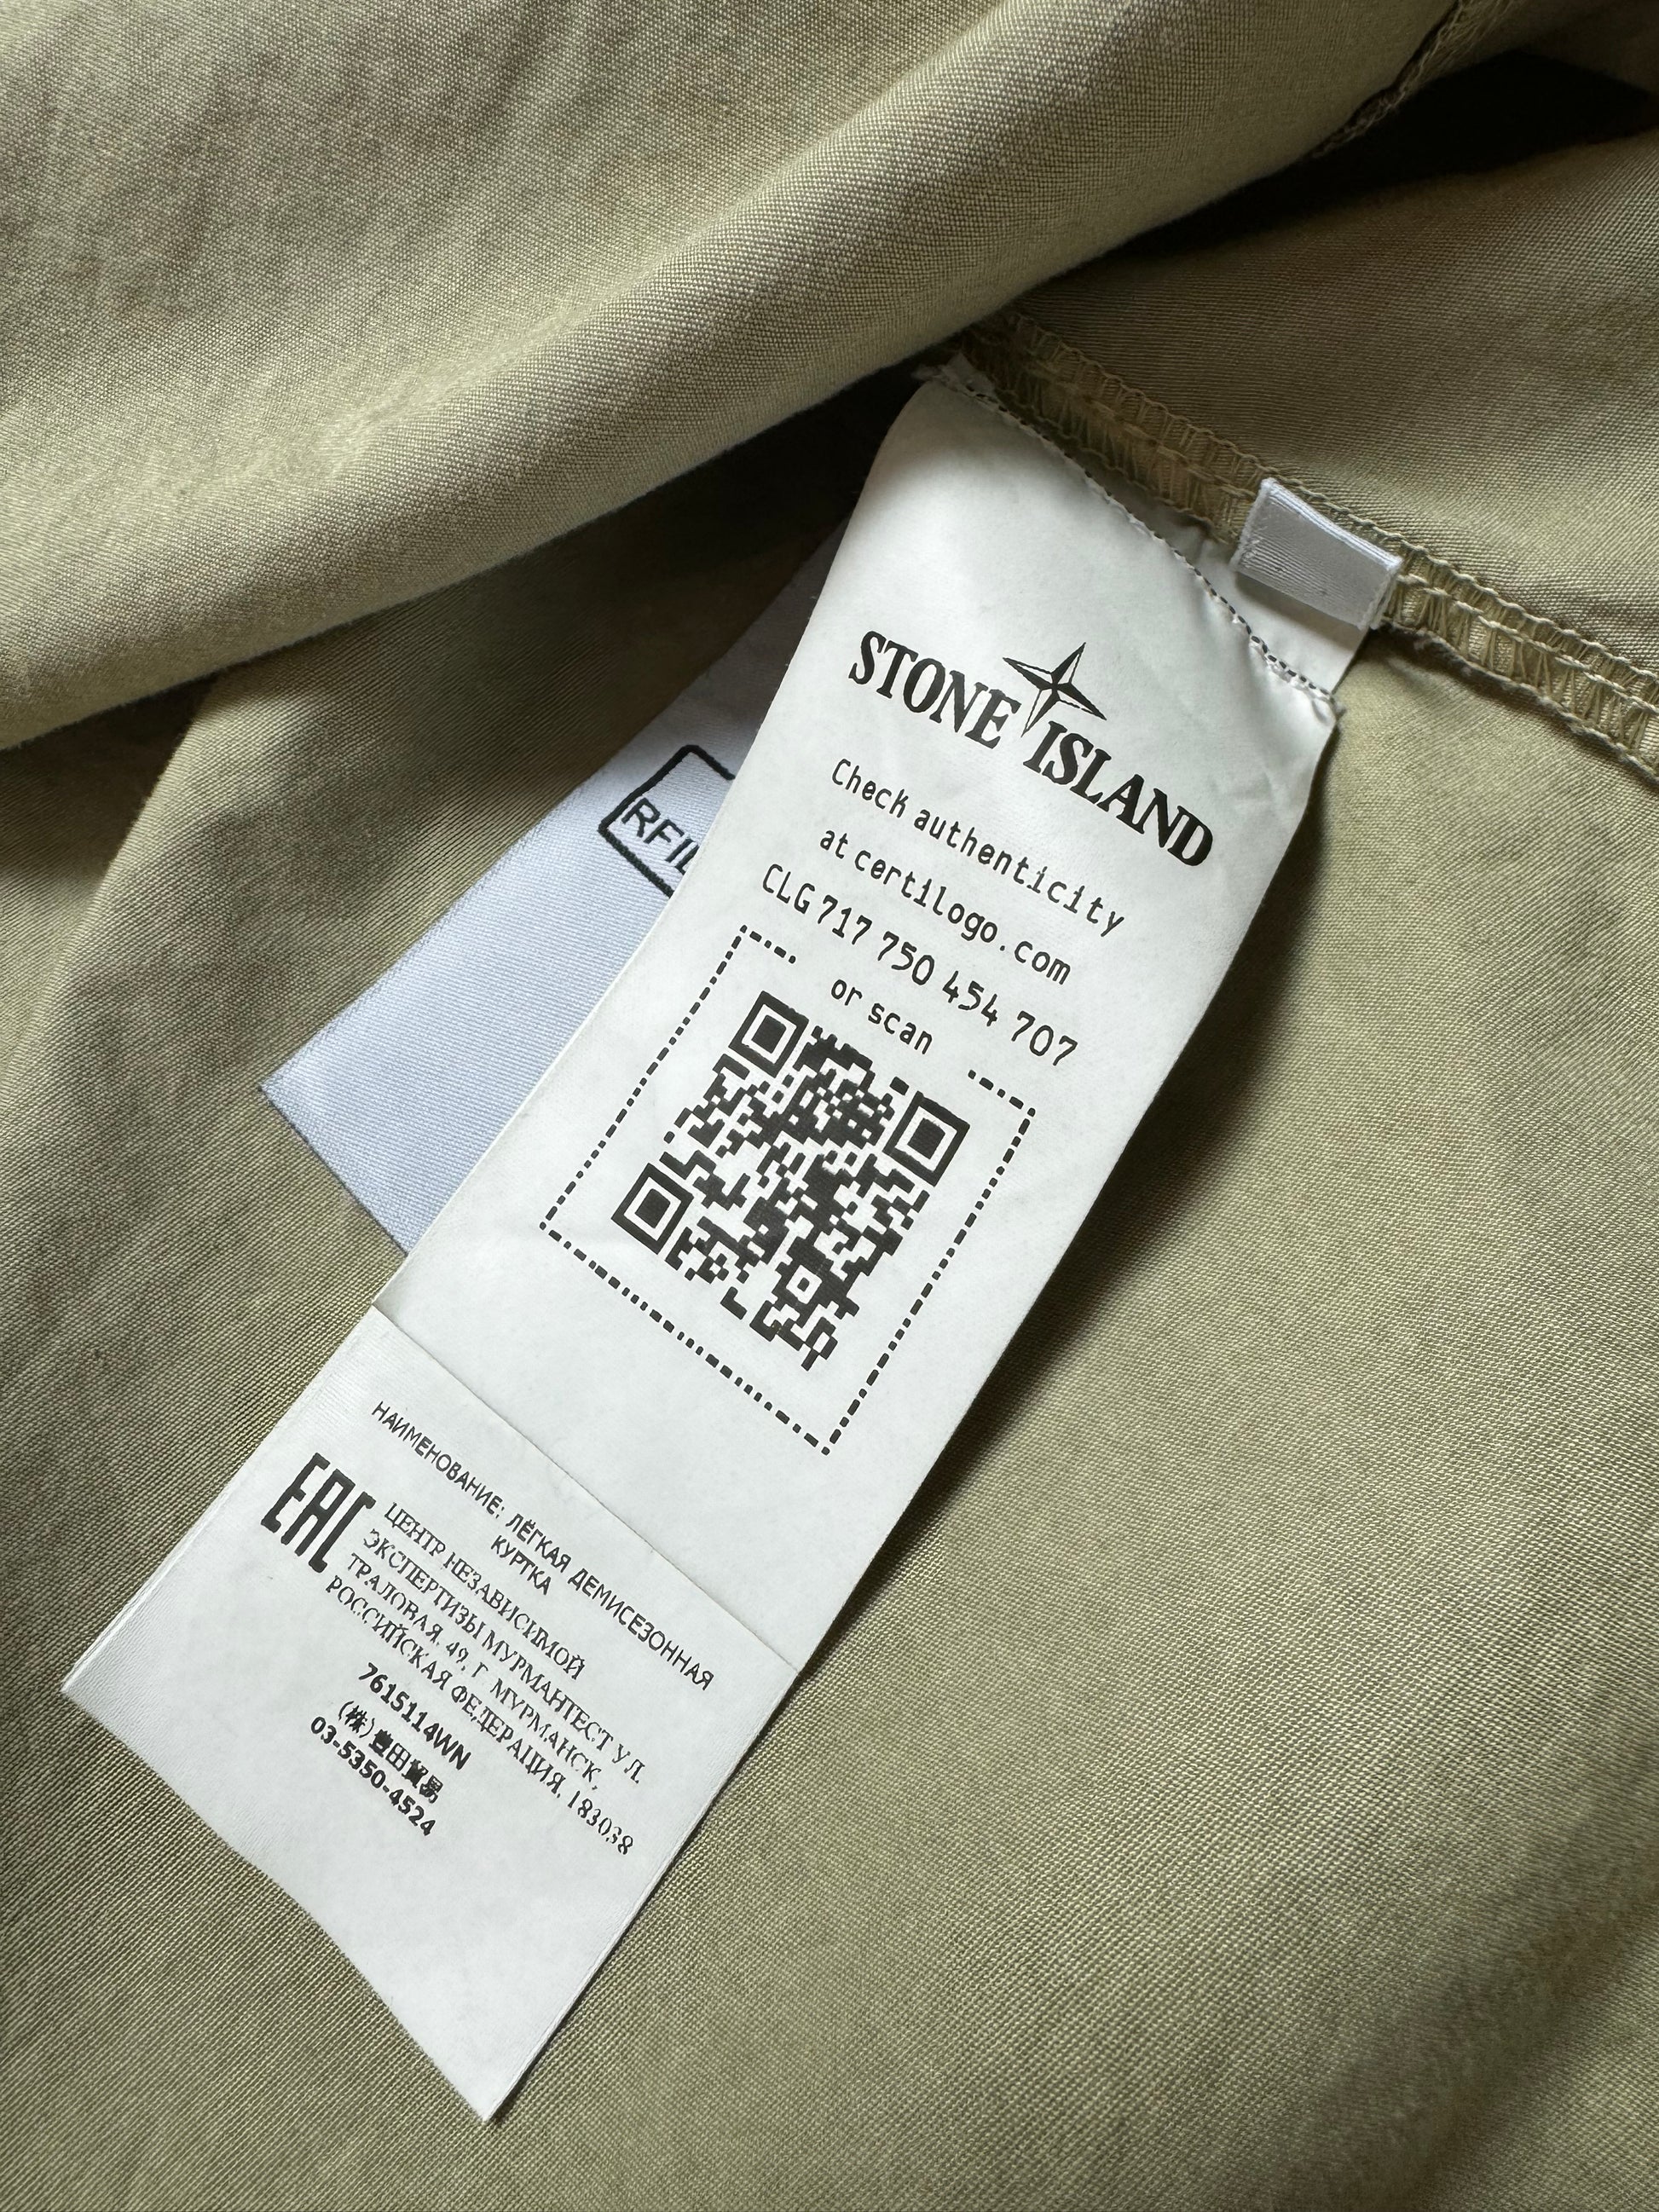 STONE ISLAND
Check authenticity
at certilogo.com
CLG 717 750 454 707
or scan
RFID
НАИМЕНОВАНИЕ: ЛЁГКАЯ ДЕМИСЕЗОННАЯ
КУРТКА
EAC
ЦЕНТР НЕЗАВИСИМОЙ
ЭКСПЕРТИЗЫ МУРМАНТЕСТ УЛ.
ТРАЛОВАЯ, 49, Г. МУРМАНСК,
РОССИЙСКАЯ ФЕДЕРАЦИЯ, 183038
7615114WN
(株)豊田貿易
03-5350-4524